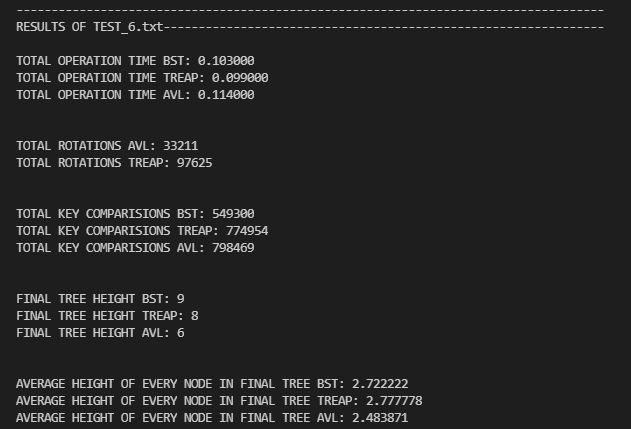 ------------------------------------------------------------------------------------
RESULTS OF TEST_6.txt---------------------------------------------------------------
TOTAL OPERATION TIME BST: 0.103000
TOTAL OPERATION TIME TREAP: 0.099000
TOTAL OPERATION TIME AVL: 0.114000
TOTAL ROTATIONS AVL: 33211
TOTAL ROTATIONS TREAP: 97625
TOTAL KEY COMPARISIONS BST: 549300
TOTAL KEY COMPARISIONS TREAP: 774954
TOTAL KEY COMPARISIONS AVL: 798469
FINAL TREE HEIGHT BST: 9
FINAL TREE HEIGHT TREAP: 8
FINAL TREE HEIGHT AVL: 6
AVERAGE HEIGHT OF EVERY NODE IN FINAL TREE BST: 2.722222
AVERAGE HEIGHT OF EVERY NODE IN FINAL TREE TREAP: 2.777778
AVERAGE HEIGHT OF EVERY NODE IN FINAL TREE AVL: 2.483871